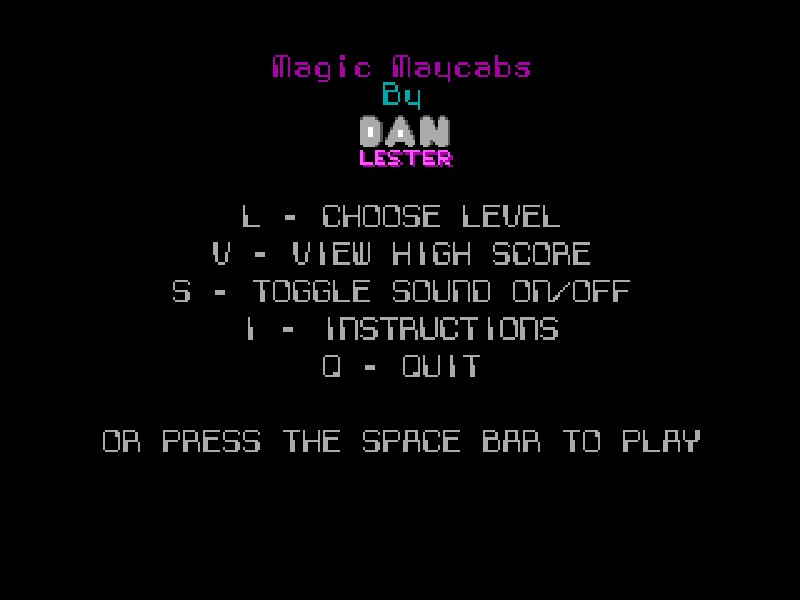 Magic Maycabs
By
DAN
LESTER
L - CHOOSE LEVEL
V - VIEW HIGH SCORE
S - TOGGLE SOUND ON/OFF
I - INSTRUCTIONS
Q - QUIT
OR PRESS THE SPACE BAR TO PLAY